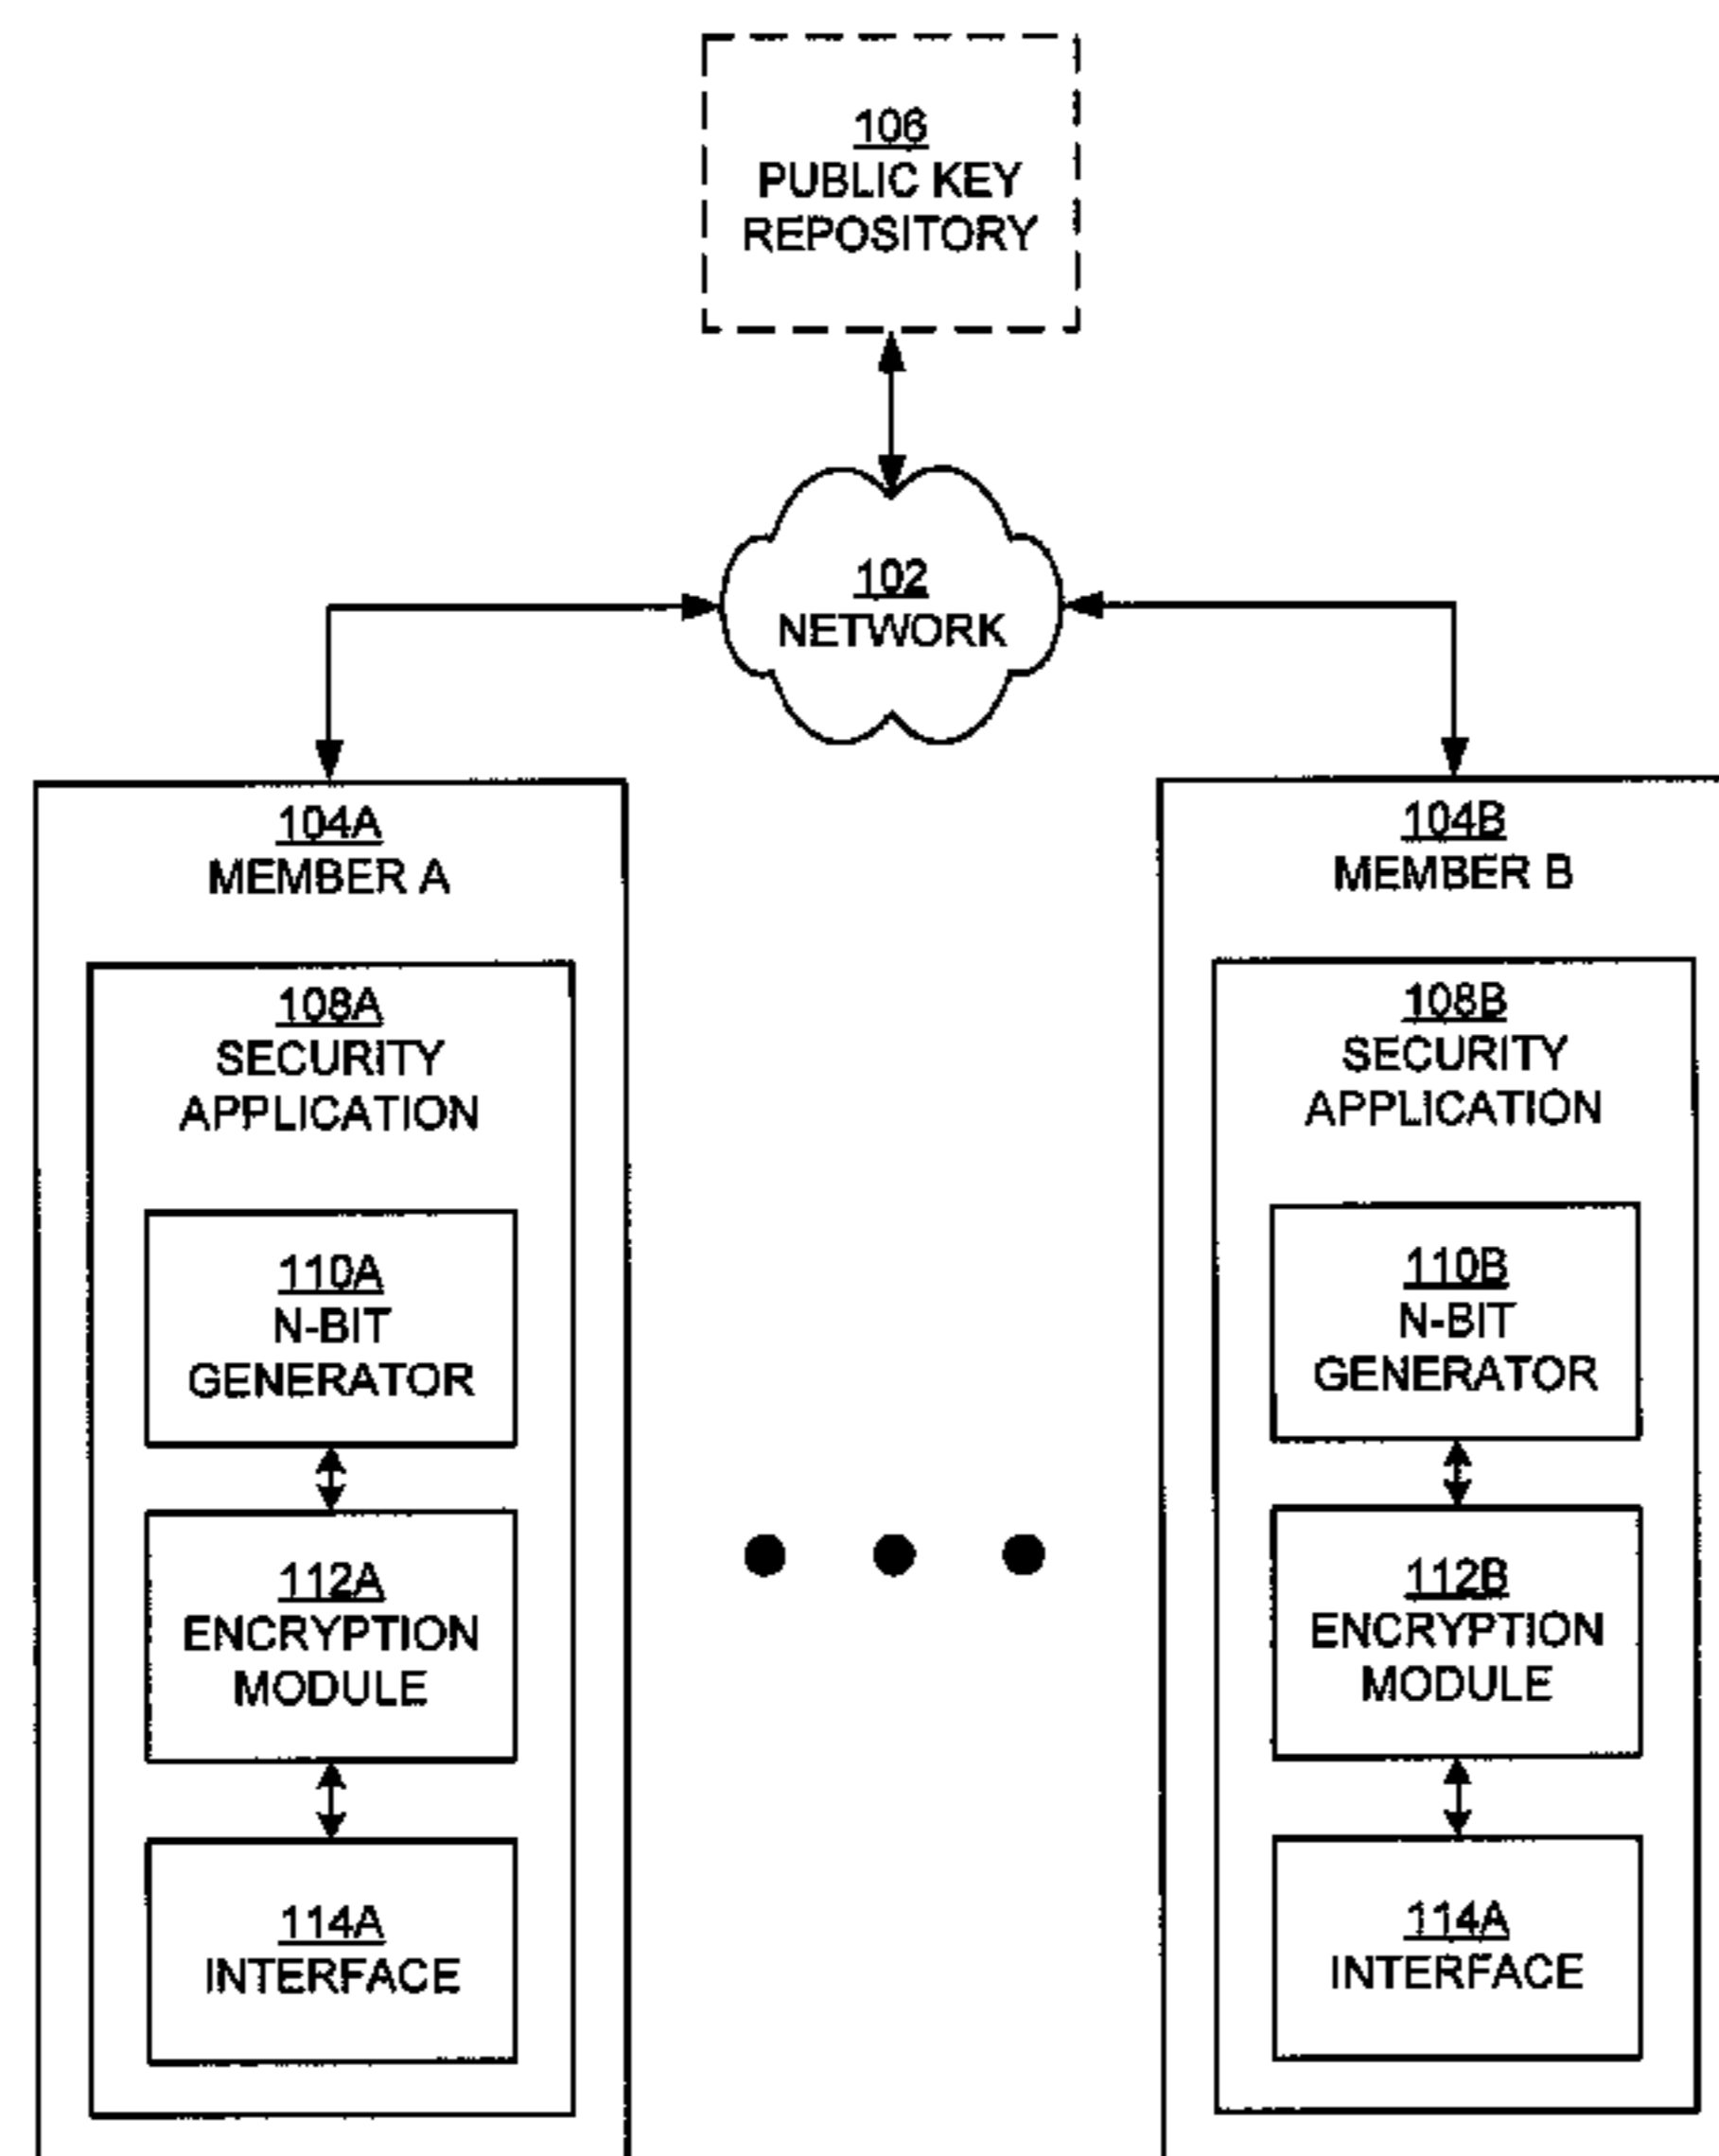 106
PUBLIC KEY
REPOSITORY
102
NETWORK
104A
MEMBER A
108A
SECURITY
APPLICATION
110A
N-BIT
GENERATOR
112A
ENCRYPTION
MODULE
114A
INTERFACE
104B
MEMBER B
108B
SECURITY
APPLICATION
110B
N-BIT
GENERATOR
112B
ENCRYPTION
MODULE
114A
INTERFACE